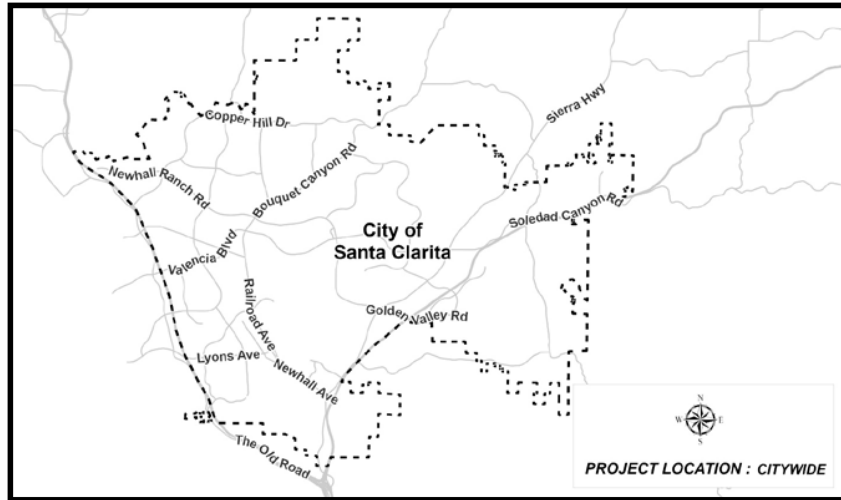 Copper Hill Dr
Sierra Hwy
Newhall Ranch Rd
Bouquet Canyon Rd
Soledad Canyon Rd
City of
Santa Clarita
Valencia Blvd
Railroad Ave
Golden Valley Rd
Lyons Ave
Newhall Ave
The Old Road
N
W
E
S
PROJECT LOCATION : CITYWIDE